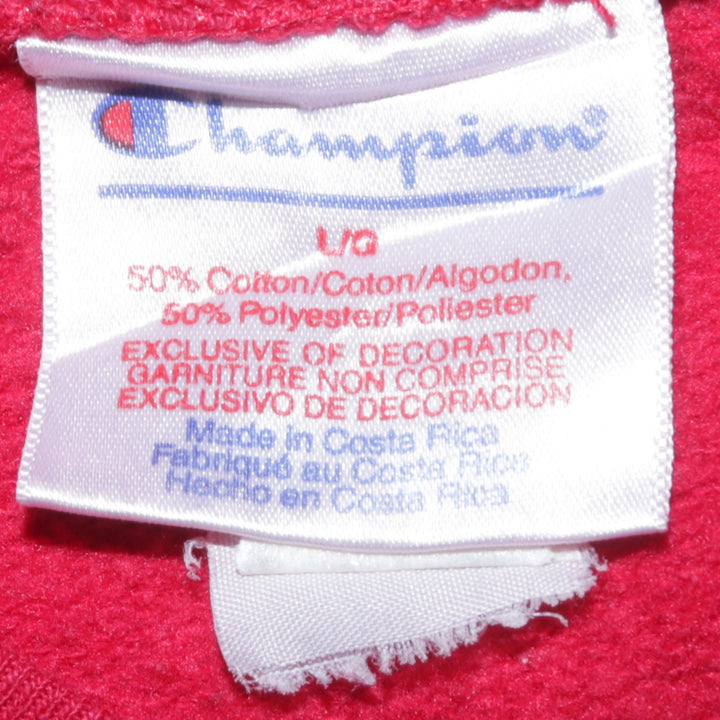 Champion®
L/G
50% Cotton/Coton/Algodon,
50% Polyester/Poliester
EXCLUSIVE OF DECORATION
GARNITURE NON COMPRISE
EXCLUSIVO DE DECORACION
Made in Costa Rica
Fabriqué au Costa Rica
Hecho en Costa Rica